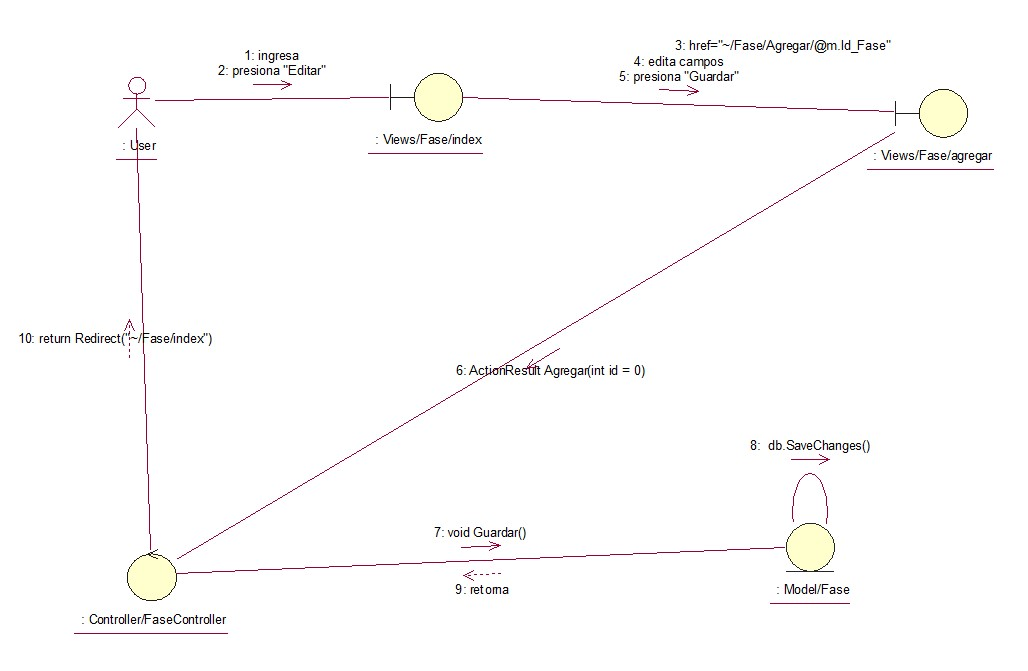 3: href="~/Fase/Agregar/@m.Id_Fase"
1: ingresa
4: edita campos
2: presiona "Editar"
5: presiona "Guardar"
: User
: Views/Fase/index
: Views/Fase/agregar
10: return Redirect("~/Fase/index")
6: ActionResult Agregar(int id = 0)
8: db.SaveChanges()
7: void Guardar()
9: retorna
: Model/Fase
: Controller/FaseController